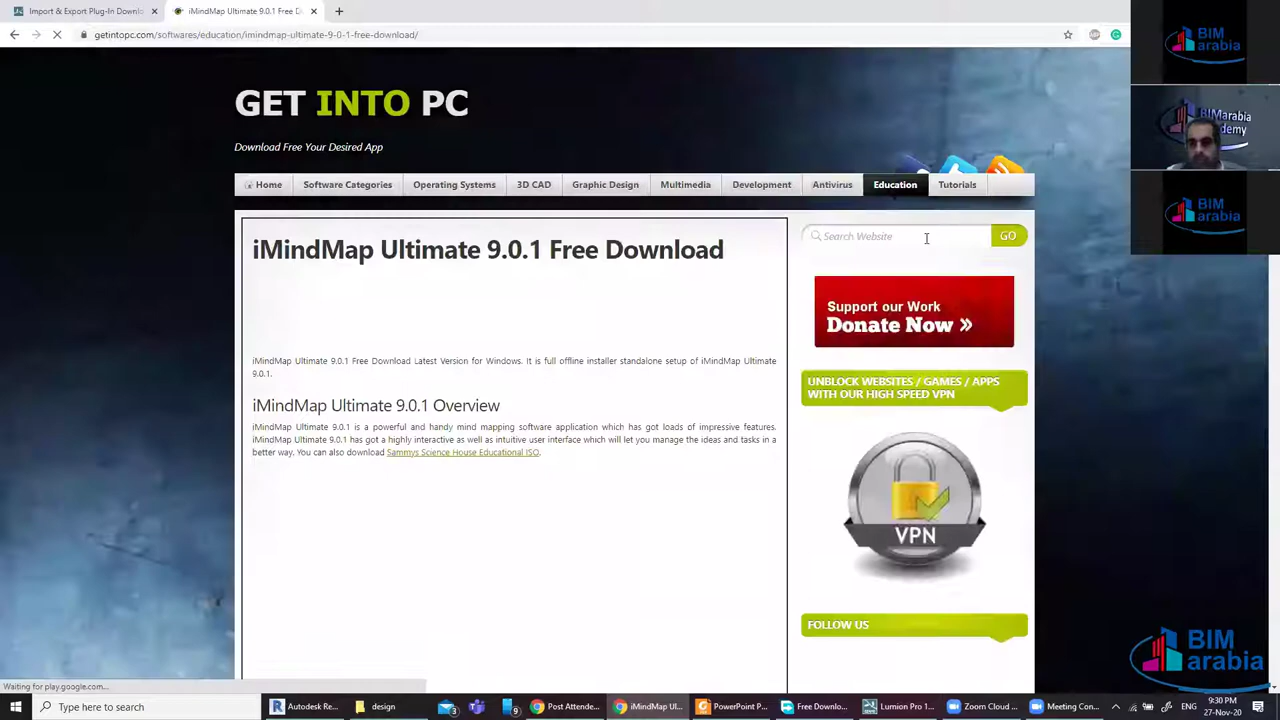 Import & Export Plug-In Downlo
iMindMap Ultimate 9.0.1 Free D
getintopc.com/softwares/education/imindmap-ultimate-9-0-1-free-download/
GET INTO PC
Download Free Your Desired App
Home
Software Categories
Operating Systems
3D CAD
Graphic Design
Multimedia
Development
Antivirus
Education
Tutorials
iMindMap Ultimate 9.0.1 Free Download
Search Website
GO
Support our Work
Donate Now »
iMindMap Ultimate 9.0.1 Free Download Latest Version for Windows. It is full offline installer standalone setup of iMindMap Ultimate
9.0.1.
iMindMap Ultimate 9.0.1 Overview
iMindMap Ultimate 9.0.1 is a powerful and handy mind mapping software application which has got loads of impressive features.
iMindMap Ultimate 9.0.1 has got a highly interactive as well as intuitive user interface which will let you manage the ideas and tasks in a
better way. You can also download Sammys Science House Educational ISO.
UNBLOCK WEBSITES / GAMES / APPS
WITH OUR HIGH SPEED VPN
VPN
FOLLOW US
BIM
arabia
BIMarabia
BIM
arabia
BIM
arabia
Waiting for play.google.com...
Type here to search
Autodesk Re...
design
3
9
Post Attende...
iMindMap Ul...
PowerPoint P...
Free Downlo...
Lumion Pro 1...
Zoom Cloud ...
Meeting Con...
ENG
9:30 PM
27-Nov-20